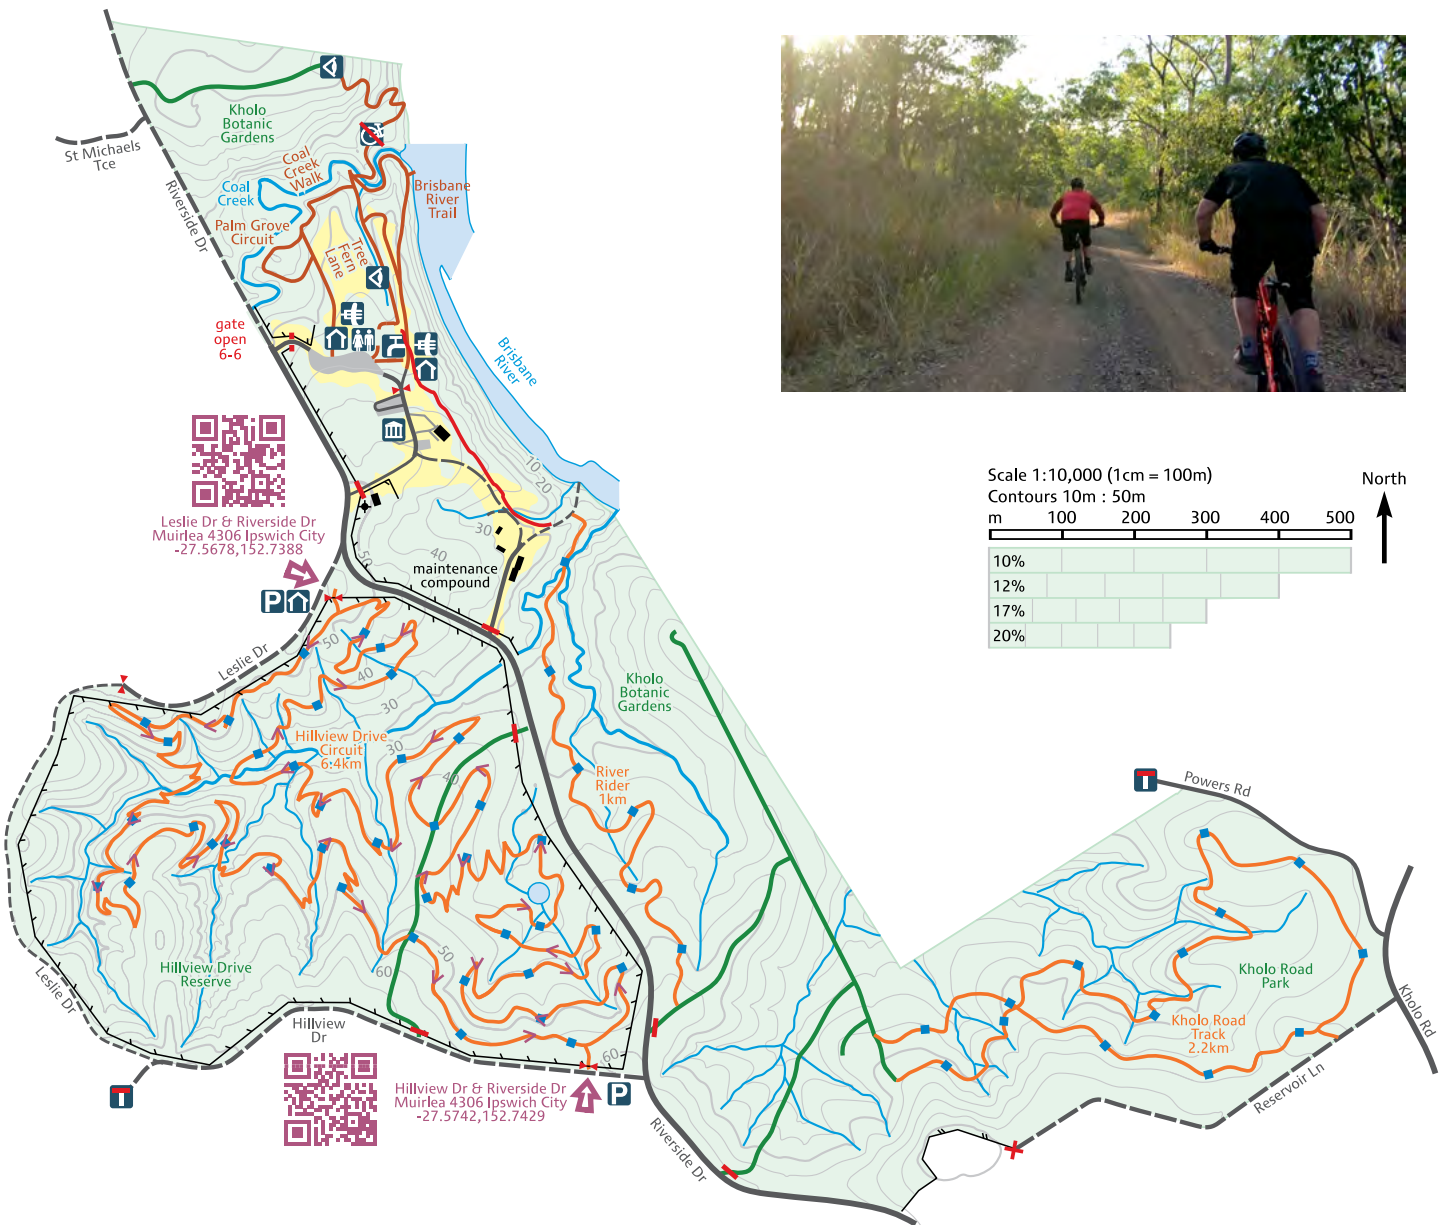 Kholo
Botanic
Gardens
St Michaels
Tce
Riverside Dr
Coal
Creek
Coal
Creek
Walk
Palm Grove
Circuit
Tree
Fern
Lane
Brisbane
River
Trail
gate
open
6-6
Brisbane
River
Leslie Dr & Riverside Dr
Muirlea 4306 Ipswich City
-27.5678,152.7388
10
20
30
40
50
maintenance
compound
P
Leslie Dr
50
40
30
30
40
Hillview Drive
Circuit
6.4km
Kholo
Botanic
Gardens
River
Rider
1km
Scale 1:10,000 (1cm = 100m)
Contours 10m : 50m
m 100 200 300 400 500
10%
12%
17%
20%
North
Powers Rd
Kholo Road
Park
Kholo Road
Track
2.2km
Kholo Rd
Reservoir Ln
50
60
60
Hillview Drive
Reserve
Leslie Dr
Hillview
Dr
Hillview Dr & Riverside Dr
Muirlea 4306 Ipswich City
-27.5742,152.7429
P
Riverside Dr